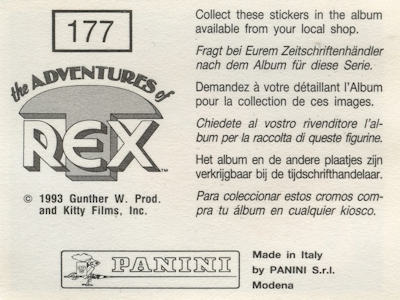 177
the ADVENTURES of
T
REX™
© 1993 Gunther W. Prod.
and Kitty Films, Inc.
Collect these stickers in the album
available from your local shop.
Fragt bei Eurem Zeitschriftenhändler
nach dem Album für diese Serie.
Demandez à votre détaillant l'Album
pour la collection de ces images.
Chiedete al vostro rivenditore l'al-
bum per la raccolta di queste figurine.
Het album en de andere plaatjes zijn
verkrijgbaar bij de tijdschrifthandelaar.
Para coleccionar estos cromos com-
pra tu álbum en cualquier kiosco.
PANINI
Made in Italy
by PANINI S.r.l.
Modena